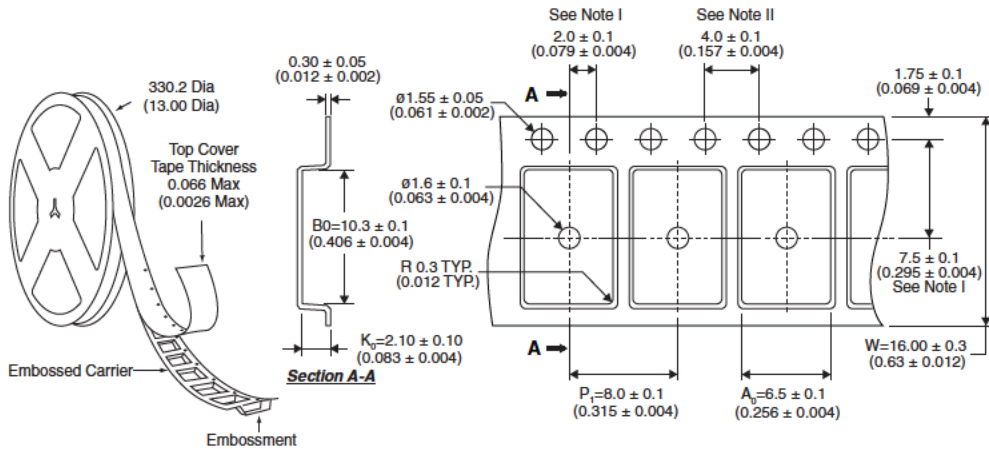 330.2 Dia
(13.00 Dia)
Top Cover
Tape Thickness
0.066 Max
(0.0026 Max)
Embossed Carrier
Embossment
0.30 ± 0.05
(0.012 ± 0.002)
B0=10.3 ± 0.1
(0.406 ± 0.004)
K₀=2.10 ± 0.10
(0.083 ± 0.004)
Section A-A
See Note I
2.0 ± 0.1
(0.079 ± 0.004)
See Note II
4.0 ± 0.1
(0.157 ± 0.004)
1.75 ± 0.1
(0.069 ± 0.004)
A
ø1.55 ± 0.05
(0.061 ± 0.002)
ø1.6 ± 0.1
(0.063 ± 0.004)
R 0.3 TYP.
(0.012 TYP.)
7.5 ± 0.1
(0.295 ± 0.004)
See Note I
A
W=16.00 ± 0.3
(0.63 ± 0.012)
P₁=8.0 ± 0.1
(0.315 ± 0.004)
A₀=6.5 ± 0.1
(0.256 ± 0.004)